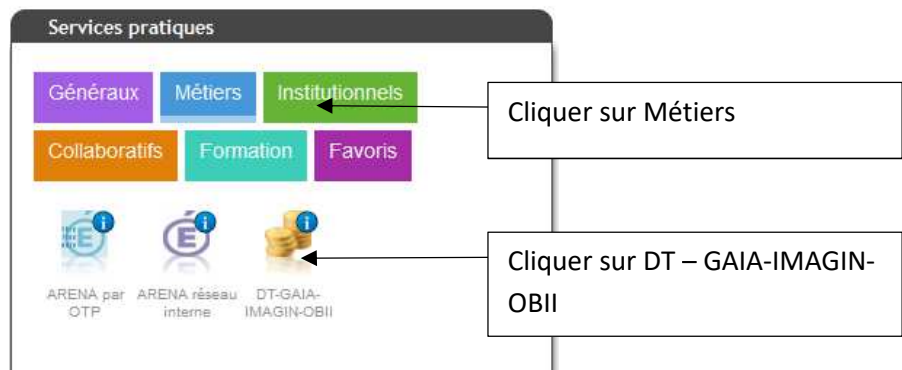 Services pratiques
Généraux
Métiers
Institutionnels
Cliquer sur Métiers
Collaboratifs
Formation
Favoris
Cliquer sur DT – GAIA-IMAGIN-
OBII
ARENA par
OTP
ARENA réseau
interne
DT-GAIA-
IMAGIN-OBII